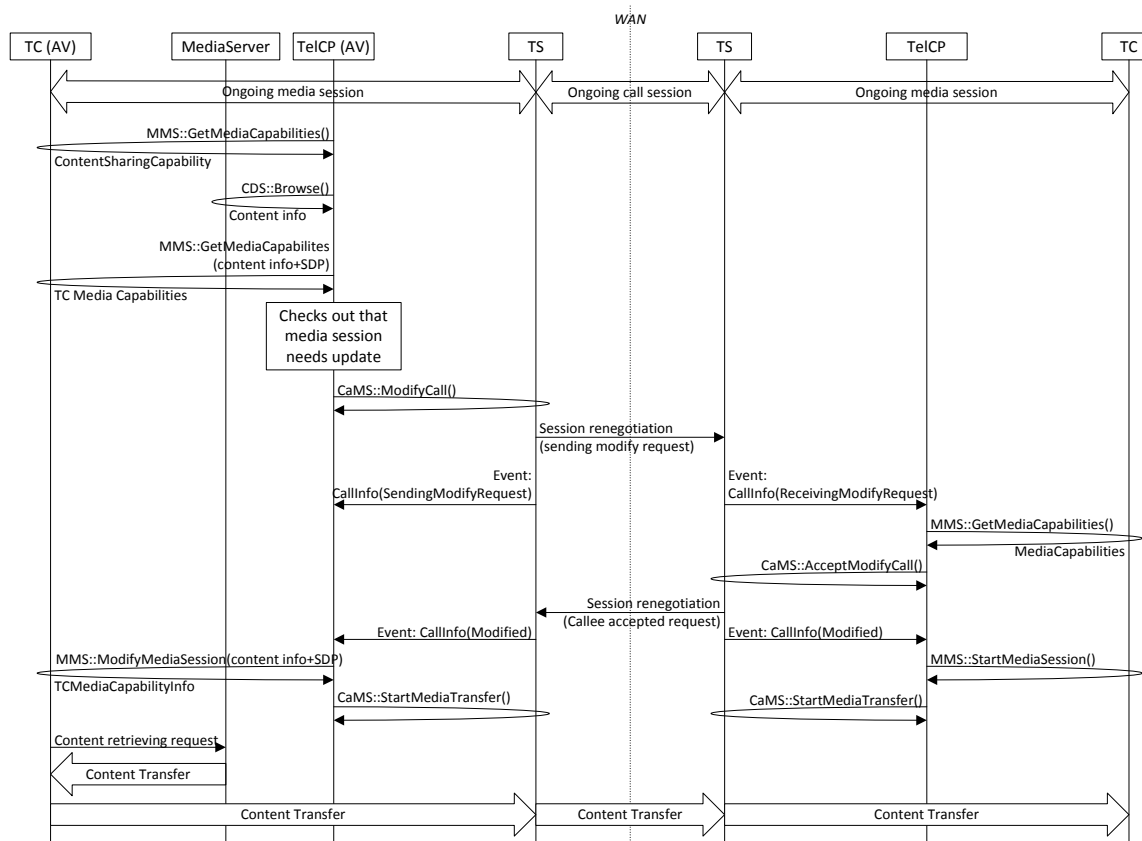 WAN
TC (AV)
MediaServer
TelCP (AV)
TS
TS
TelCP
TC
Ongoing media session
Ongoing call session
Ongoing media session
MMS::GetMediaCapabilities()
ContentSharingCapability
CDS::Browse()
Content info
MMS::GetMediaCapabilites
(content info+SDP)
TC Media Capabilities
Checks out that
media session
needs update
CaMS::ModifyCall()
Session renegotiation
(sending modify request)
Event:
CallInfo(SendingModifyRequest)
Event:
CallInfo(ReceivingModifyRequest)
MMS::GetMediaCapabilities()
MediaCapabilities
CaMS::AcceptModifyCall()
Session renegotiation
(Callee accepted request)
Event: CallInfo(Modified)
Event: CallInfo(Modified)
MMS::ModifyMediaSession(content info+SDP)
TCMediaCapabilityInfo
MMS::StartMediaSession()
CaMS::StartMediaTransfer()
CaMS::StartMediaTransfer()
Content retrieving request
Content Transfer
Content Transfer
Content Transfer
Content Transfer